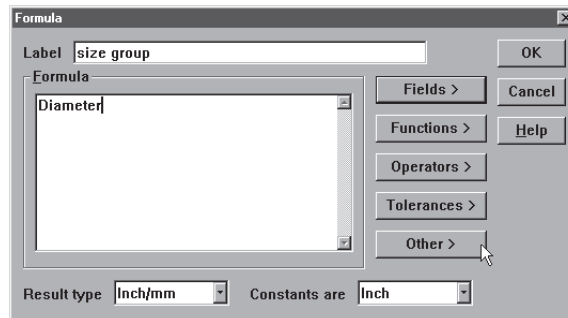 Formula
Label size group OK
Formula
Diameter
Fields > Cancel
Functions > Help
Operators >
Tolerances >
Other >
Result type Inch/mm Constants are Inch